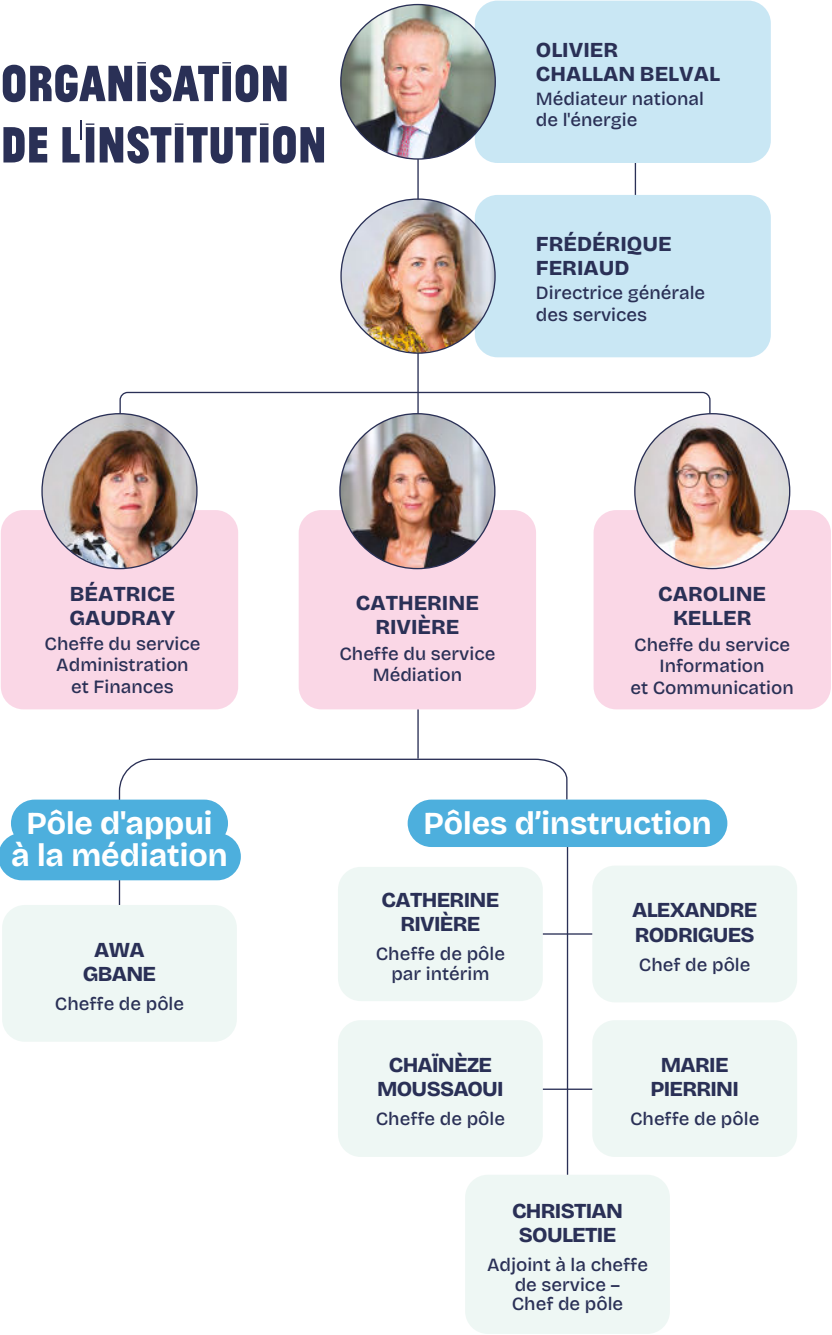 ORGANISATION
DE L'INSTITUTION
OLIVIER
CHALLAN BELVAL
Médiateur national
de l'énergie
FRÉDÉRIQUE
FERIAUD
Directrice générale
des services
BÉATRICE
GAUDRAY
Cheffe du service
Administration
et Finances
CATHERINE
RIVIÈRE
Cheffe du service
Médiation
CAROLINE
KELLER
Cheffe du service
Information
et Communication
Pôle d'appui
à la médiation
AWA
GBANE
Cheffe de pôle
Pôles d’instruction
CATHERINE
RIVIÈRE
Cheffe de pôle
par intérim
ALEXANDRE
RODRIGUES
Chef de pôle
CHAÏNÈZE
MOUSSAOUI
Cheffe de pôle
MARIE
PIERRINI
Cheffe de pôle
CHRISTIAN
SOULETIE
Adjoint à la cheffe
de service –
Chef de pôle